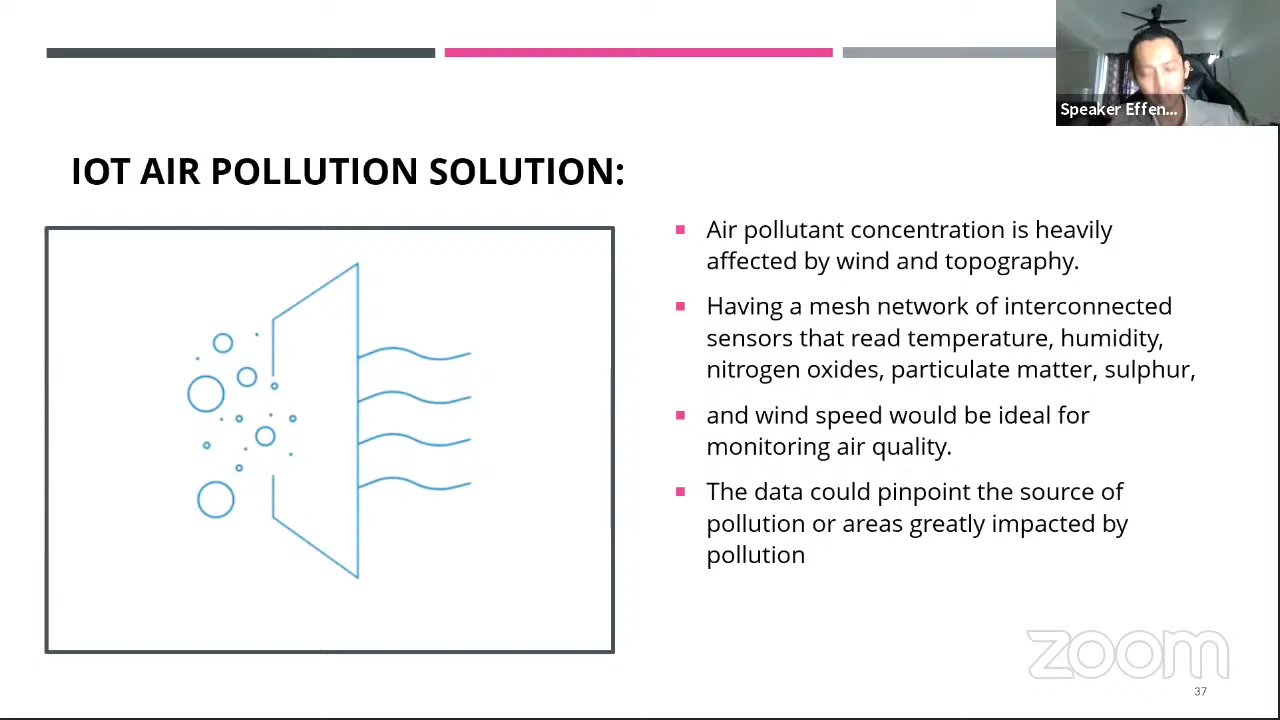 Speaker Effen...
IOT AIR POLLUTION SOLUTION:
Air pollutant concentration is heavily
affected by wind and topography.
Having a mesh network of interconnected
sensors that read temperature, humidity,
nitrogen oxides, particulate matter, sulphur,
and wind speed would be ideal for
monitoring air quality.
The data could pinpoint the source of
pollution or areas greatly impacted by
pollution
zoom
37